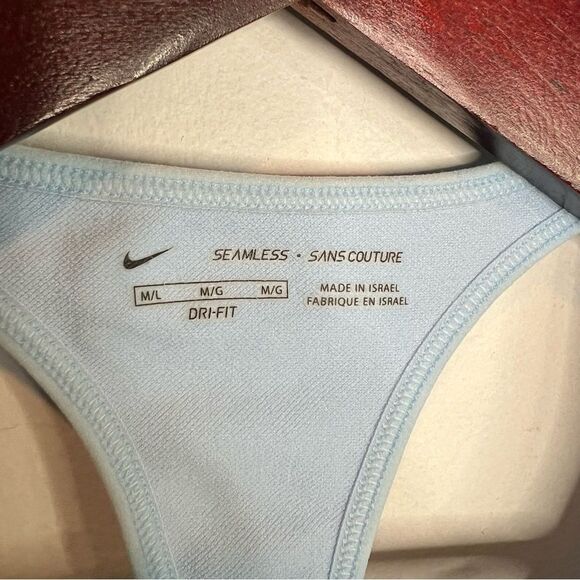 SEAMLESS • SANS COUTURE
M/L M/G M/G
DRI-FIT
MADE IN ISRAEL
FABRIQUE EN ISRAEL